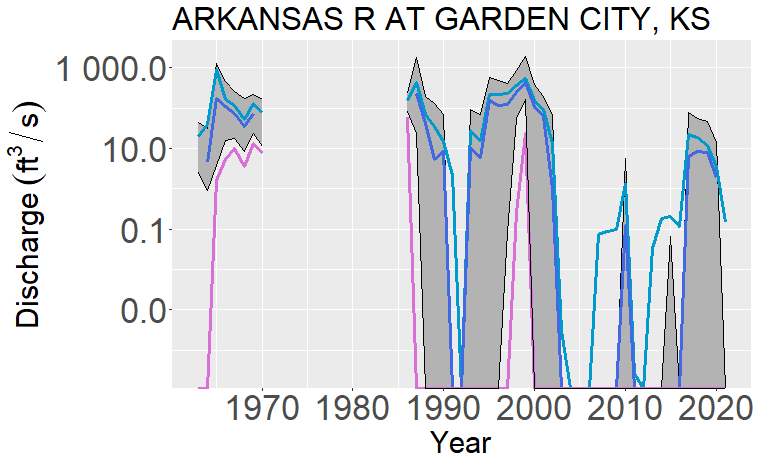 ARKANSAS R AT GARDEN CITY, KS
Discharge (ft³/s)
1 000.0
10.0
0.1
0.0
1970 1980 1990 2000 2010 2020
Year